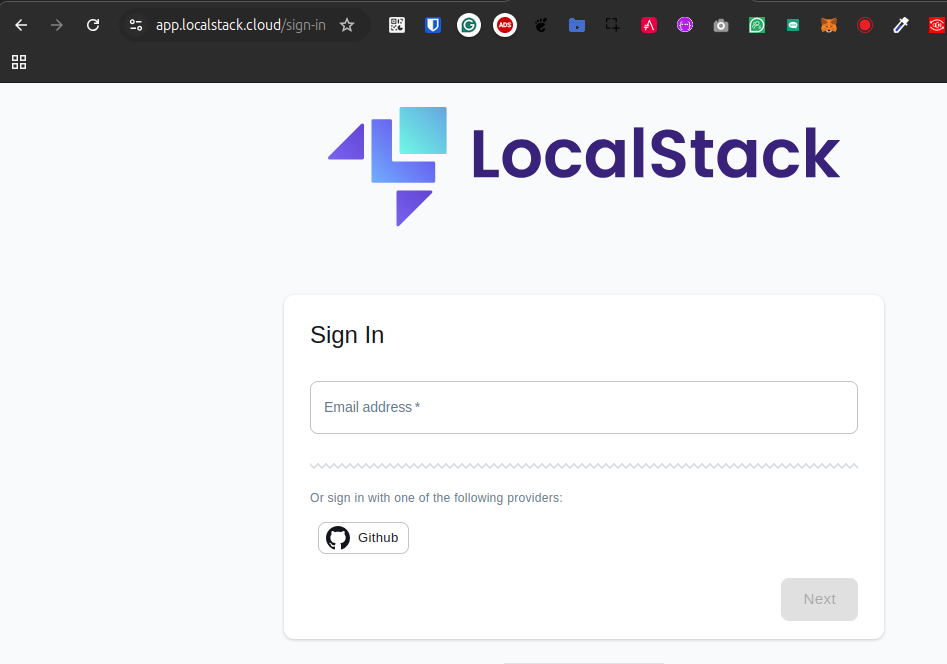 app.localstack.cloud/sign-in
ADS
LocalStack
Sign In
Email address *
Or sign in with one of the following providers:
Github
Next